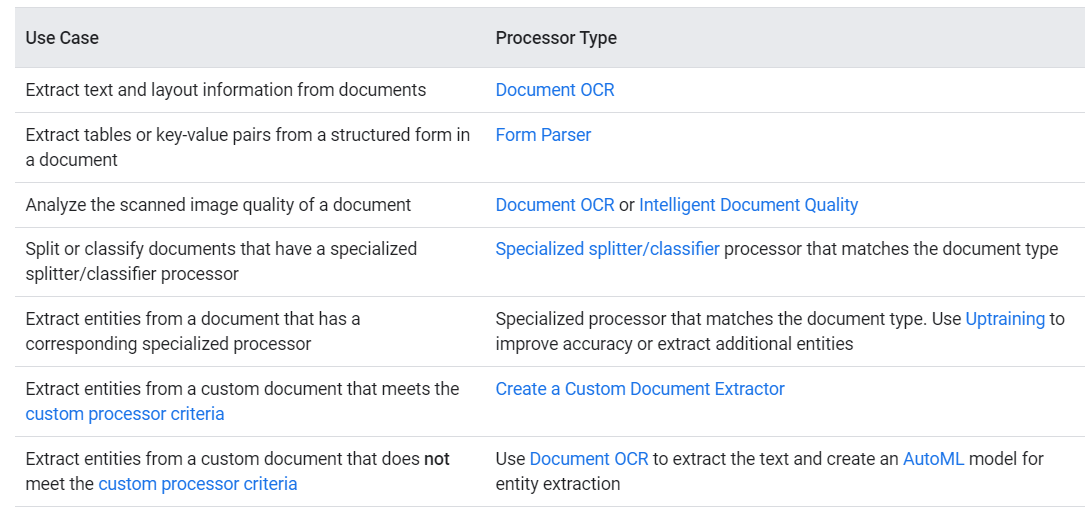 Use Case Processor Type
Extract text and layout information from documents Document OCR
Extract tables or key-value pairs from a structured form in
a document
Form Parser
Analyze the scanned image quality of a document Document OCR or Intelligent Document Quality
Split or classify documents that have a specialized
splitter/classifier processor
Specialized splitter/classifier processor that matches the document type
Extract entities from a document that has a
corresponding specialized processor
Specialized processor that matches the document type. Use Uptraining to
improve accuracy or extract additional entities
Extract entities from a custom document that meets the
custom processor criteria
Create a Custom Document Extractor
Extract entities from a custom document that does not
meet the custom processor criteria
Use Document OCR to extract the text and create an AutoML model for
entity extraction